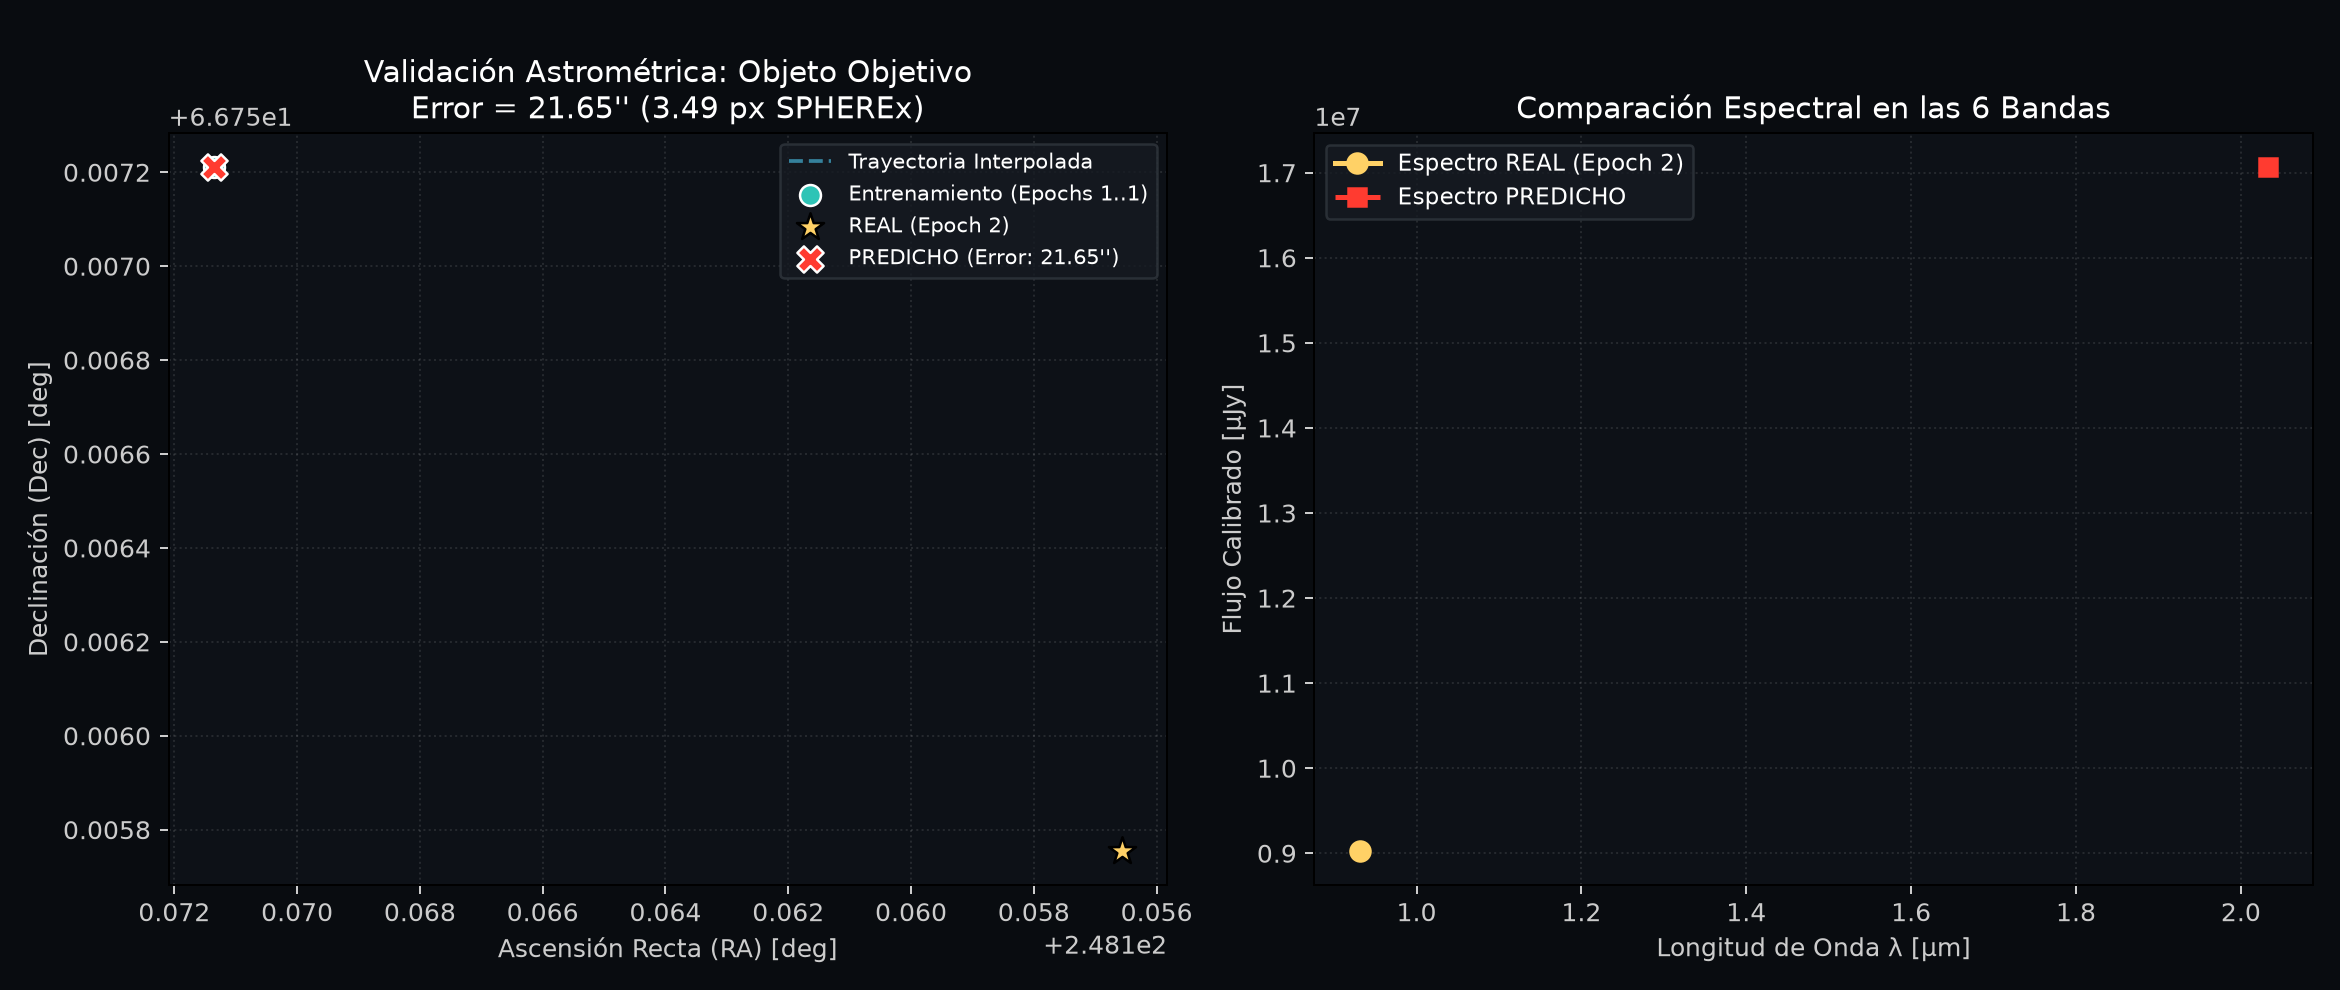 Validación Astrométrica: Objeto Objetivo
Error = 21.65'' (3.49 px SPHEREx)
+6.675e1
0.0072
0.0070
0.0068
0.0066
0.0064
0.0062
0.0060
0.0058
Declinación (Dec) [deg]
Trayectoria Interpolada
Entrenamiento (Epochs 1..1)
REAL (Epoch 2)
PREDICHO (Error: 21.65'')
0.072 0.070 0.068 0.066 0.064 0.062 0.060 0.058 0.056
Ascensión Recta (RA) [deg]
+2.481e2
Comparación Espectral en las 6 Bandas
1e7
1.7
1.6
1.5
1.4
1.3
1.2
1.1
1.0
0.9
Flujo Calibrado [µJy]
Espectro REAL (Epoch 2)
Espectro PREDICHO
1.0 1.2 1.4 1.6 1.8 2.0
Longitud de Onda λ [µm]